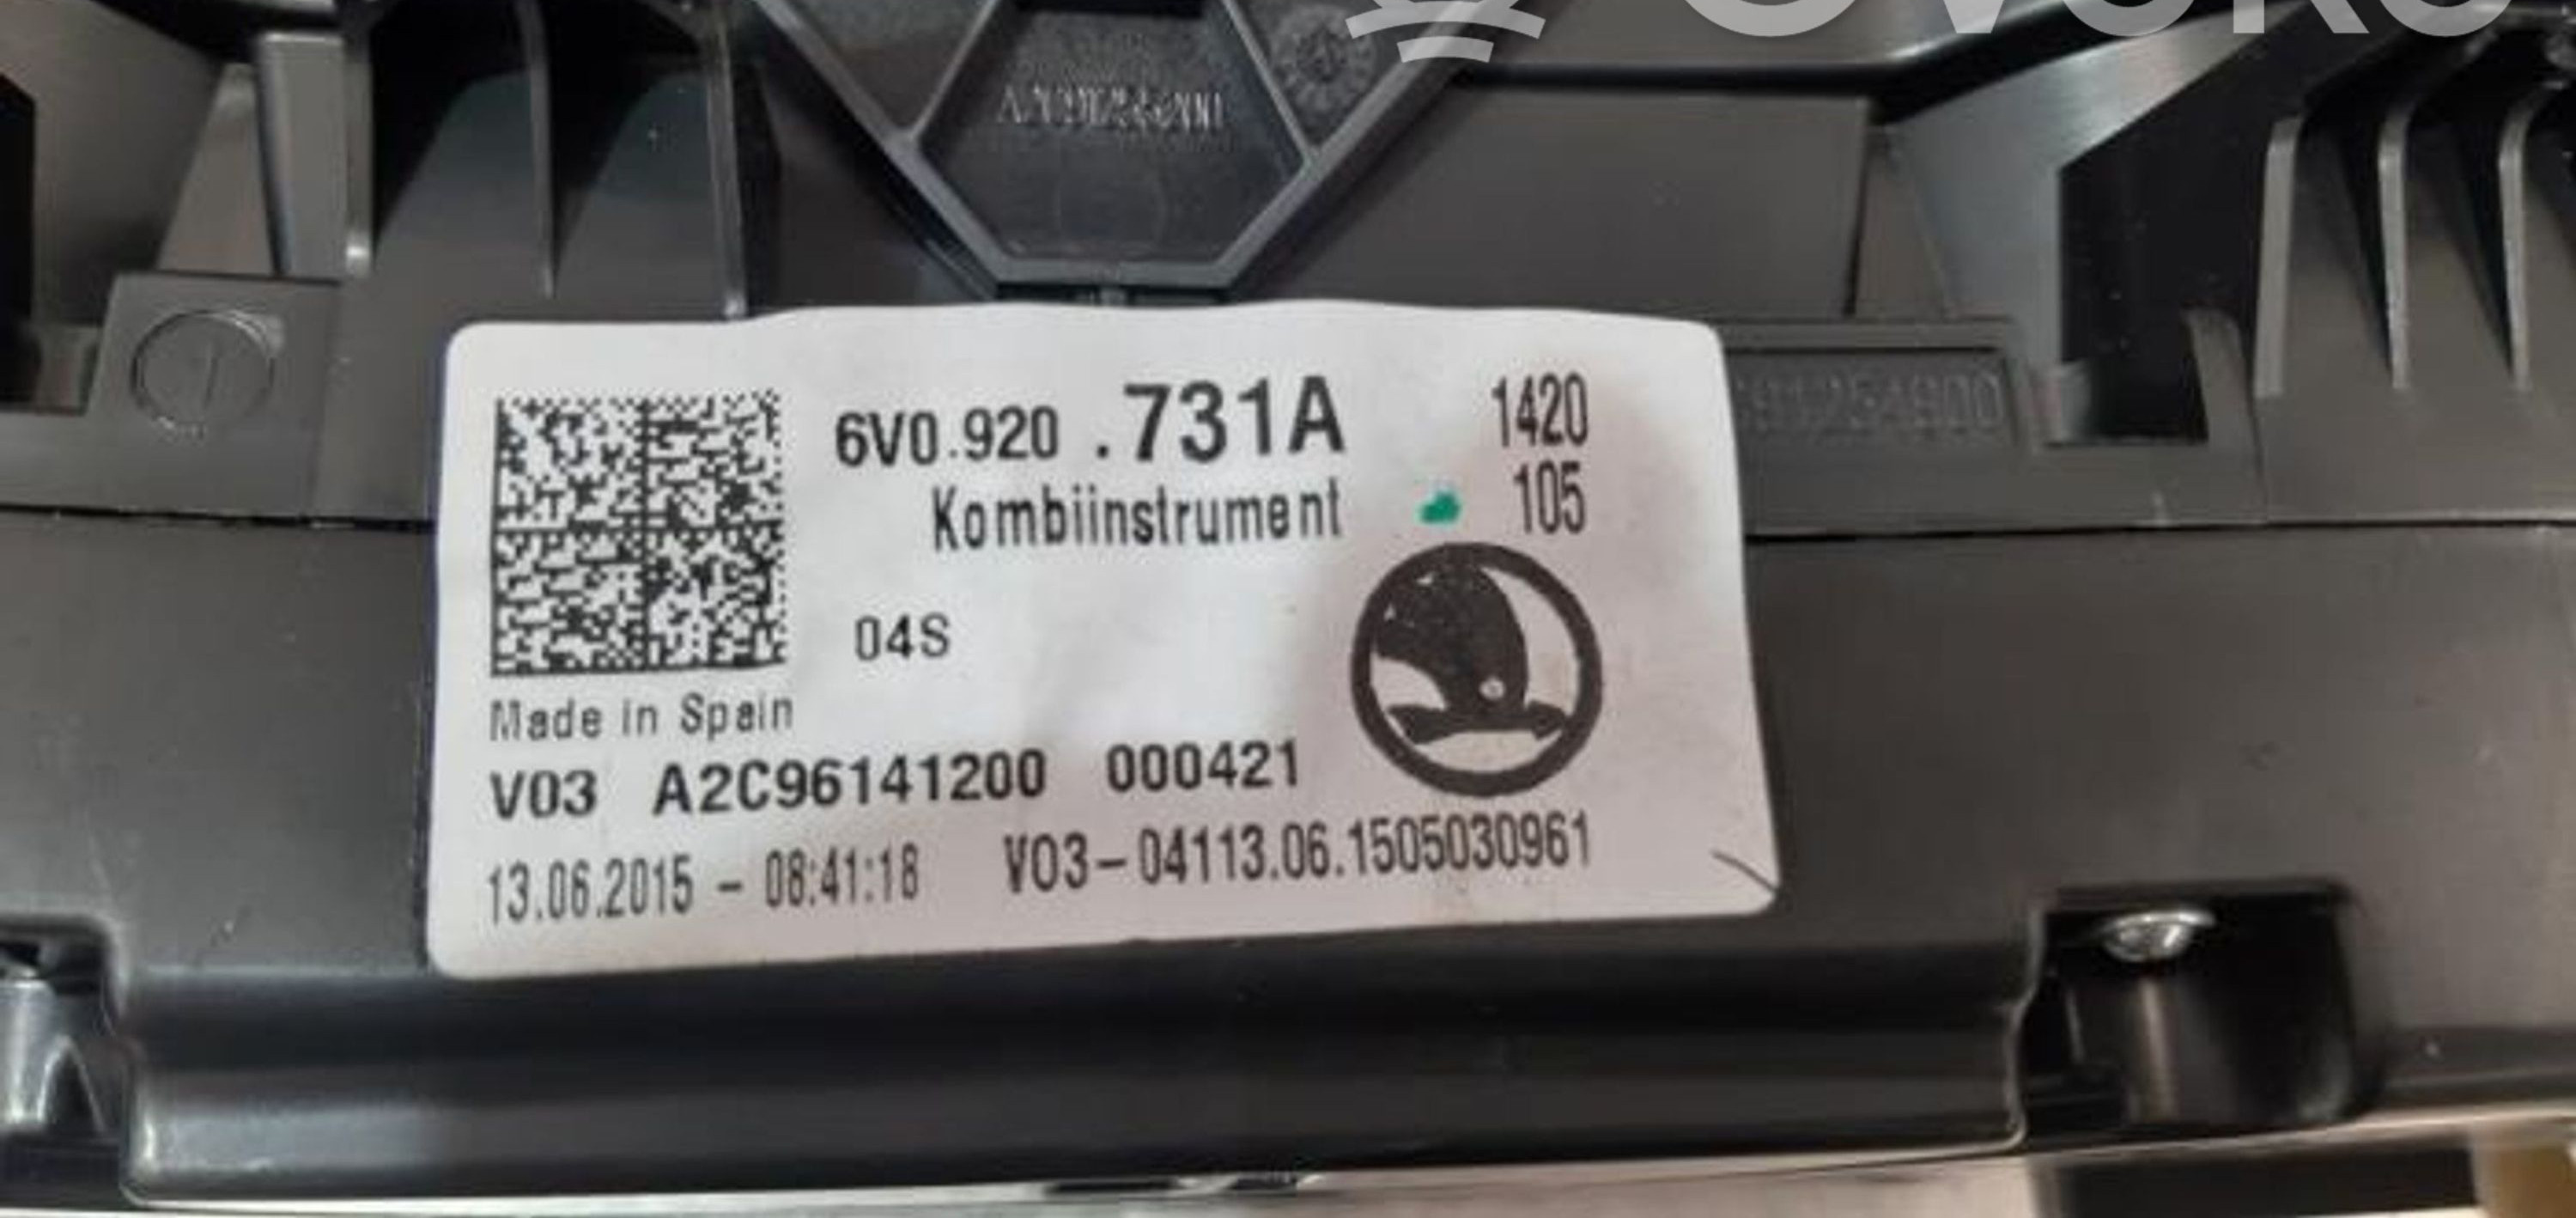 6V0.920 .731A 1420
Kombiinstrument 105
04S
Made in Spain
V03 A2C96141200 000421
13.06.2015 - 08:41:18 V03-04113.06.1505030961